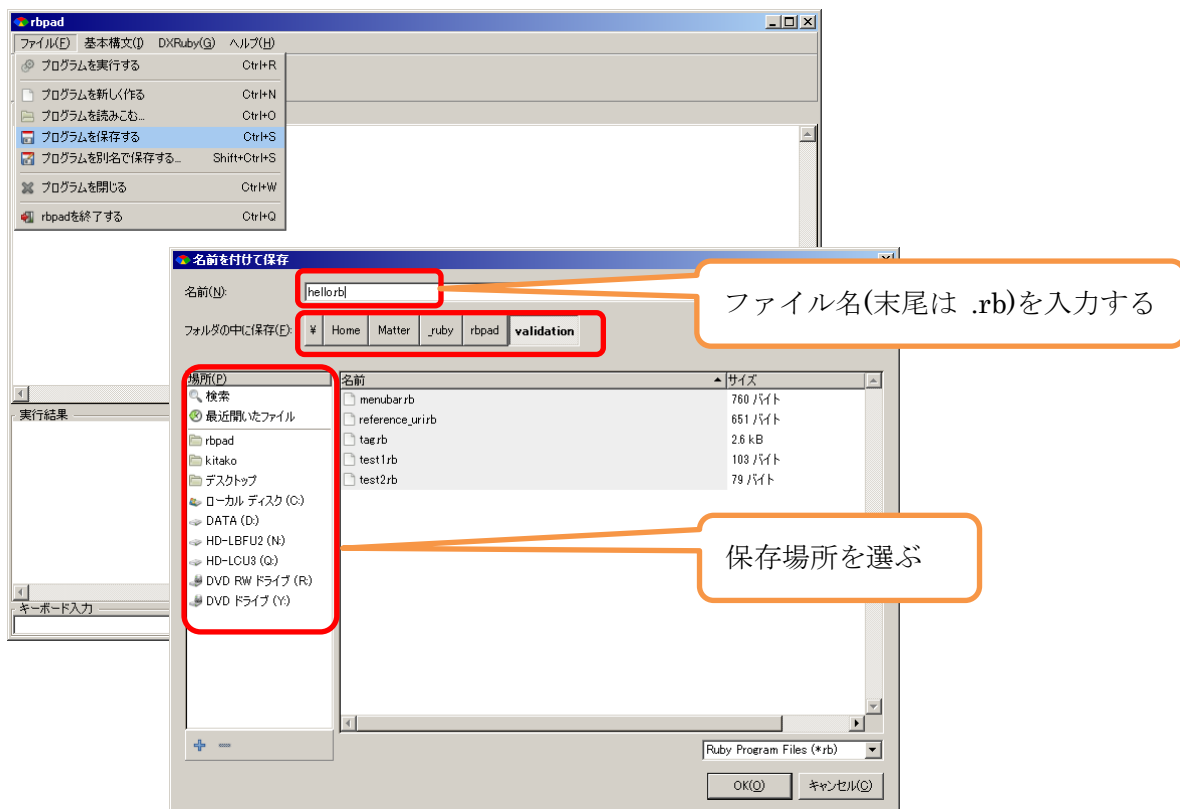 rbpad
ファイル(F) 基本構文(I) DXRuby(G) ヘルプ(H)
プログラムを実行する Ctrl+R
プログラムを新しく作る Ctrl+N
プログラムを読みこむ... Ctrl+O
プログラムを保存する Ctrl+S
プログラムを別名で保存する... Shift+Ctrl+S
プログラムを閉じる Ctrl+W
rbpadを終了する Ctrl+Q
実行結果
キーボード入力
名前を付けて保存
名前(N): hello.rb
ファイル名(末尾は .rb)を入力する
フォルダの中に保存(F): ¥ Home Matter _ruby rbpad validation
場所(P)
検索
最近開いたファイル
rbpad
kitako
デスクトップ
ローカル ディスク (C:)
DATA (D:)
HD-LBFU2 (N:)
HD-LCU3 (Q:)
DVD RW ドライブ (R:)
DVD ドライブ (Y:)
名前 サイズ
menubar.rb 760 バイト
reference_uri.rb 651 バイト
tag.rb 2.6 kB
test1.rb 103 バイト
test2.rb 79 バイト
保存場所を選ぶ
Ruby Program Files (*.rb)
OK(O) キャンセル(C)